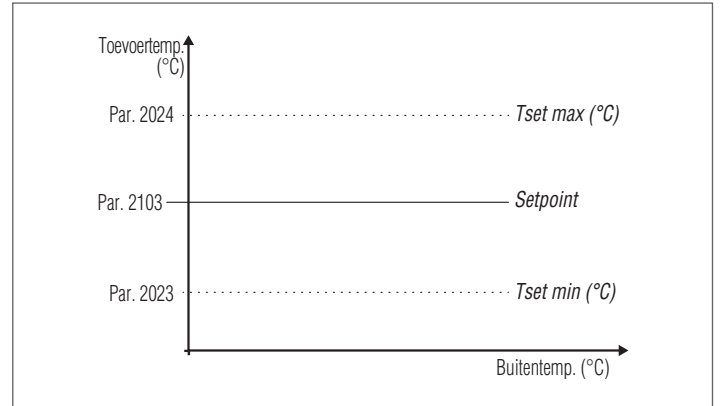 Toevoertemp.
(°C)
Par. 2024
Tset max (°C)
Par. 2103
Setpoint
Par. 2023
Tset min (°C)
Buitentemp. (°C)